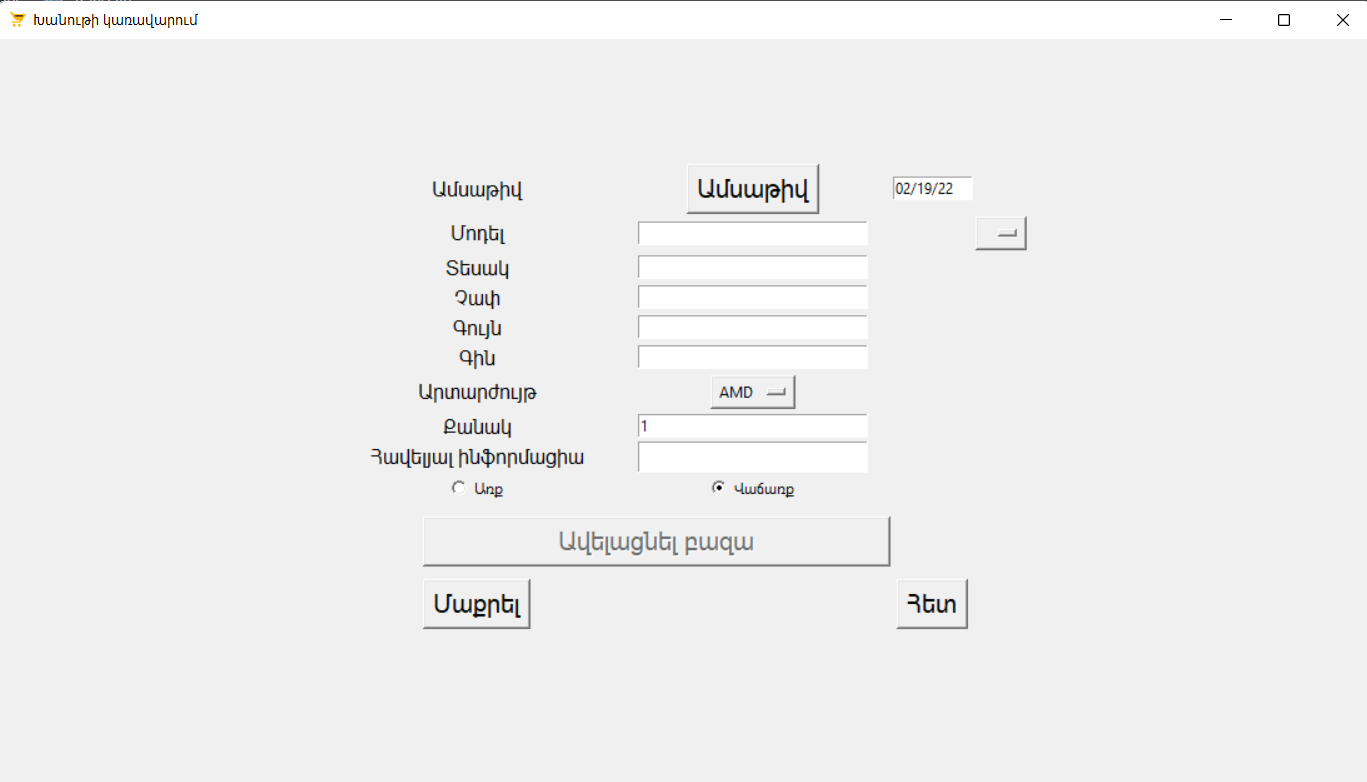 Խանութի կառավարում
Ամսաթիվ Ամսաթիվ 02/19/22
Մոդել
Տեսակ
Չափ
Գույն
Գին
Արտարժույթ AMD
Քանակ 1
Հավելյալ ինֆորմացիա
Առք Վաճառք
Ավելացնել բազա
Մաքրել Հետ